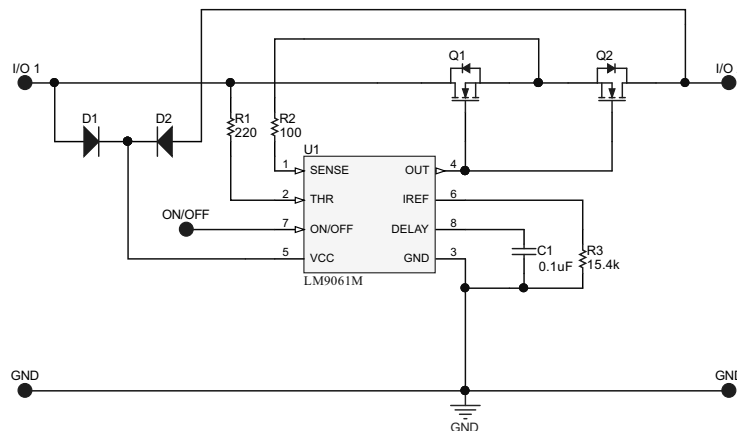 Q1
Q2
I/O 1
I/O
D1
D2
R1
220
R2
100
U1
1
SENSE
OUT
4
2
THR
IREF
6
ON/OFF
7
ON/OFF
DELAY
8
5
VCC
GND
3
LM9061M
C1
0.1uF
R3
15.4k
GND
GND
GND